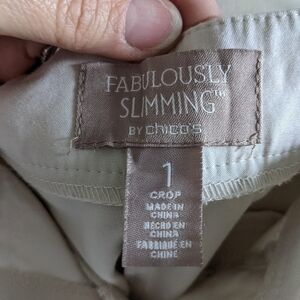 FABULOUSLY
SLIMMING™
BY chico's
1
CROP
MADE IN
CHINA
HECHO EN
CHINA
FABRIQUÉ EN
CHINE